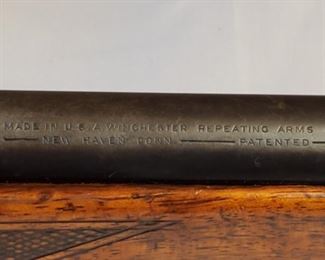 MADE IN U.S.A. WINCHESTER REPEATING ARMS
NEW HAVEN CONN PATENTED